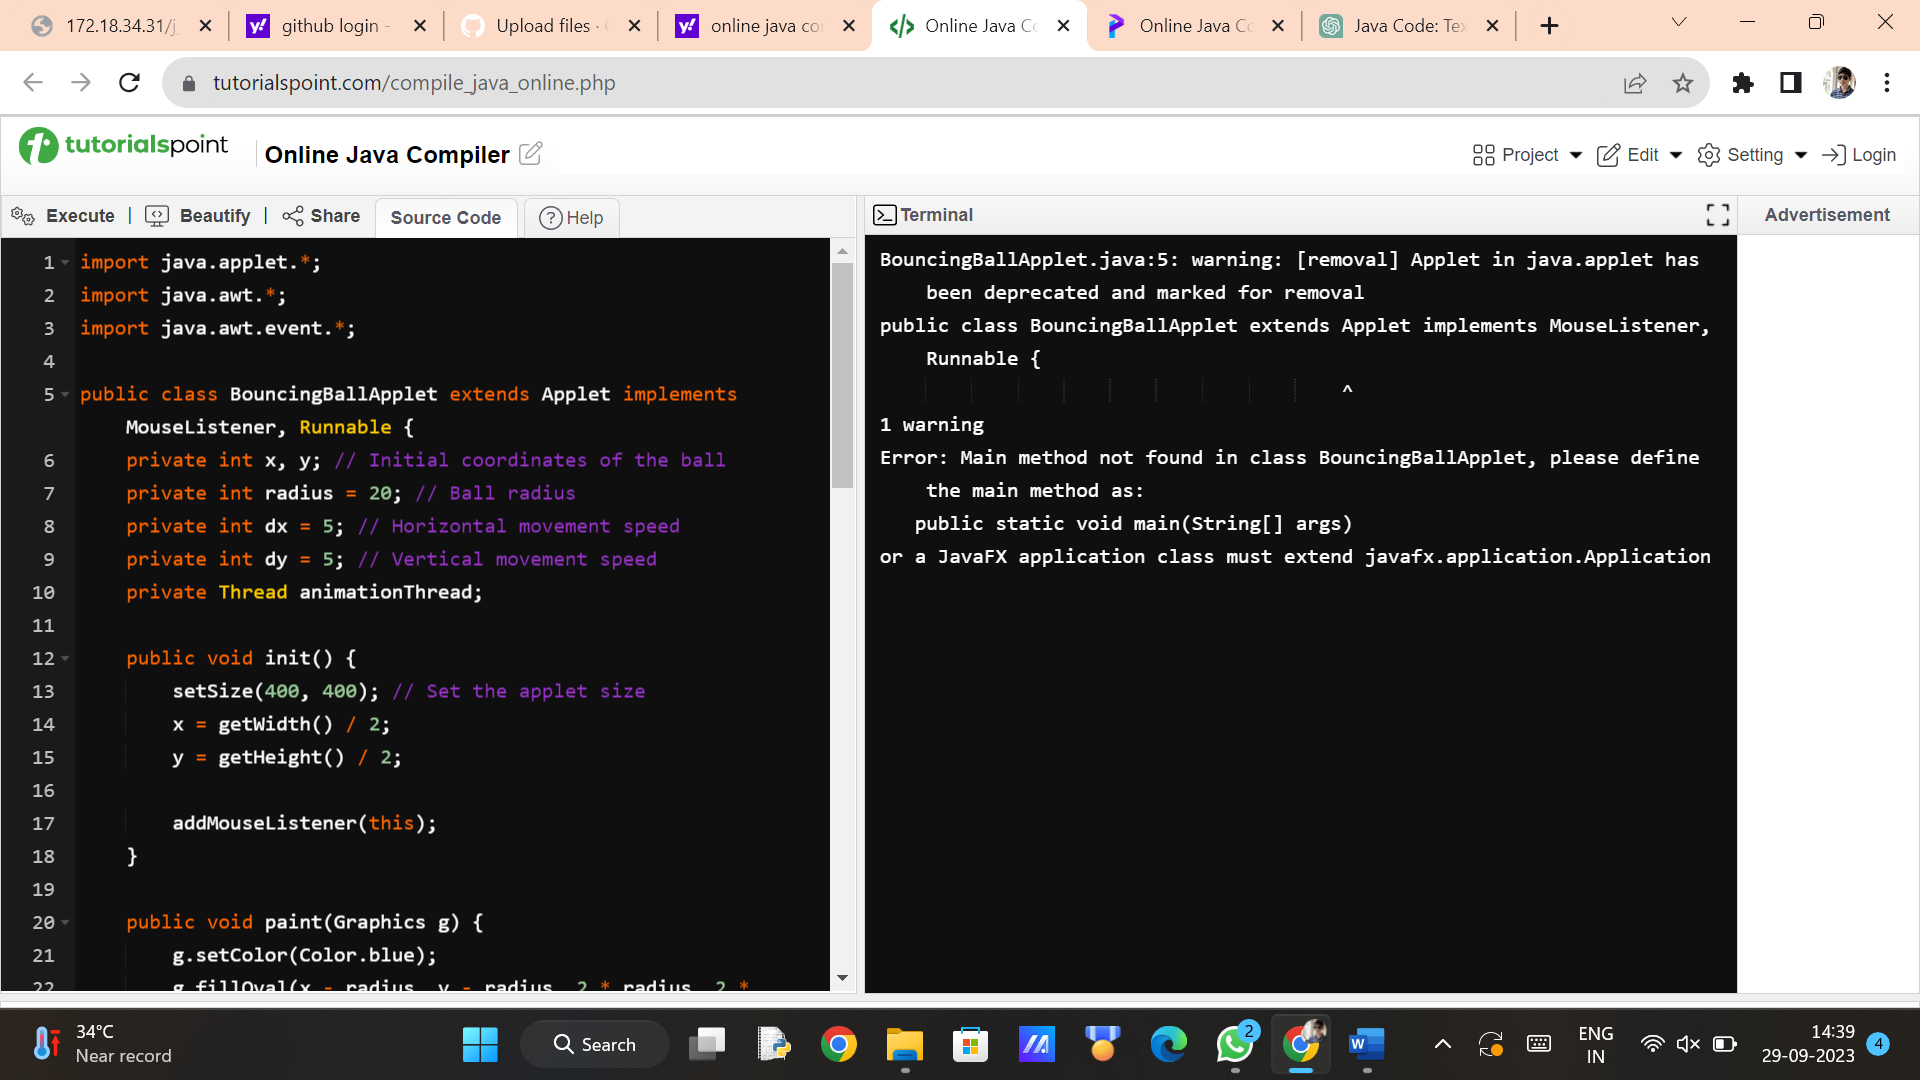 172.18.34.31/j
github login -
Upload files ·
online java co
Online Java Co
Online Java Co
Java Code: Tex
tutorialspoint.com/compile_java_online.php
tutorialspoint
Online Java Compiler
Project
Edit
Setting
Login
Execute | Beautify | Share
Source Code
Help
Terminal
Advertisement
1 import java.applet.*;
2 import java.awt.*;
3 import java.awt.event.*;
4
5 public class BouncingBallApplet extends Applet implements
MouseListener, Runnable {
6 private int x, y; // Initial coordinates of the ball
7 private int radius = 20; // Ball radius
8 private int dx = 5; // Horizontal movement speed
9 private int dy = 5; // Vertical movement speed
10 private Thread animationThread;
11
12 public void init() {
13 setSize(400, 400); // Set the applet size
14 x = getWidth() / 2;
15 y = getHeight() / 2;
16
17 addMouseListener(this);
18 }
19
20 public void paint(Graphics g) {
21 g.setColor(Color.blue);
22 g.fillOval(x - radius, y - radius, 2 * radius, 2 *
BouncingBallApplet.java:5: warning: [removal] Applet in java.applet has
been deprecated and marked for removal
public class BouncingBallApplet extends Applet implements MouseListener,
Runnable {
^
1 warning
Error: Main method not found in class BouncingBallApplet, please define
the main method as:
public static void main(String[] args)
or a JavaFX application class must extend javafx.application.Application
34°C
Near record
Search
2
W
ENG
IN
14:39
29-09-2023
4